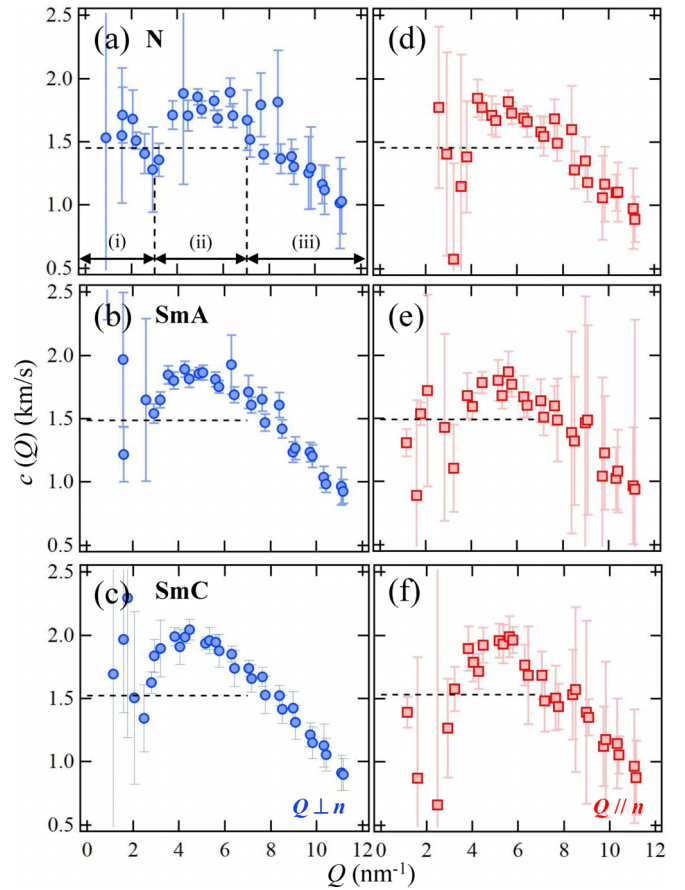 (a) N (d)
2.5
2.0
1.5
1.0
0.5
(i) (ii) (iii)
(b) SmA (e)
2.5
2.0
1.5
1.0
0.5
c (Q) (km/s)
(c) SmC (f)
2.5
2.0
1.5
1.0
0.5
Q ⊥ n Q // n
0 2 4 6 8 10 12 0 2 4 6 8 10 12
Q (nm⁻¹)